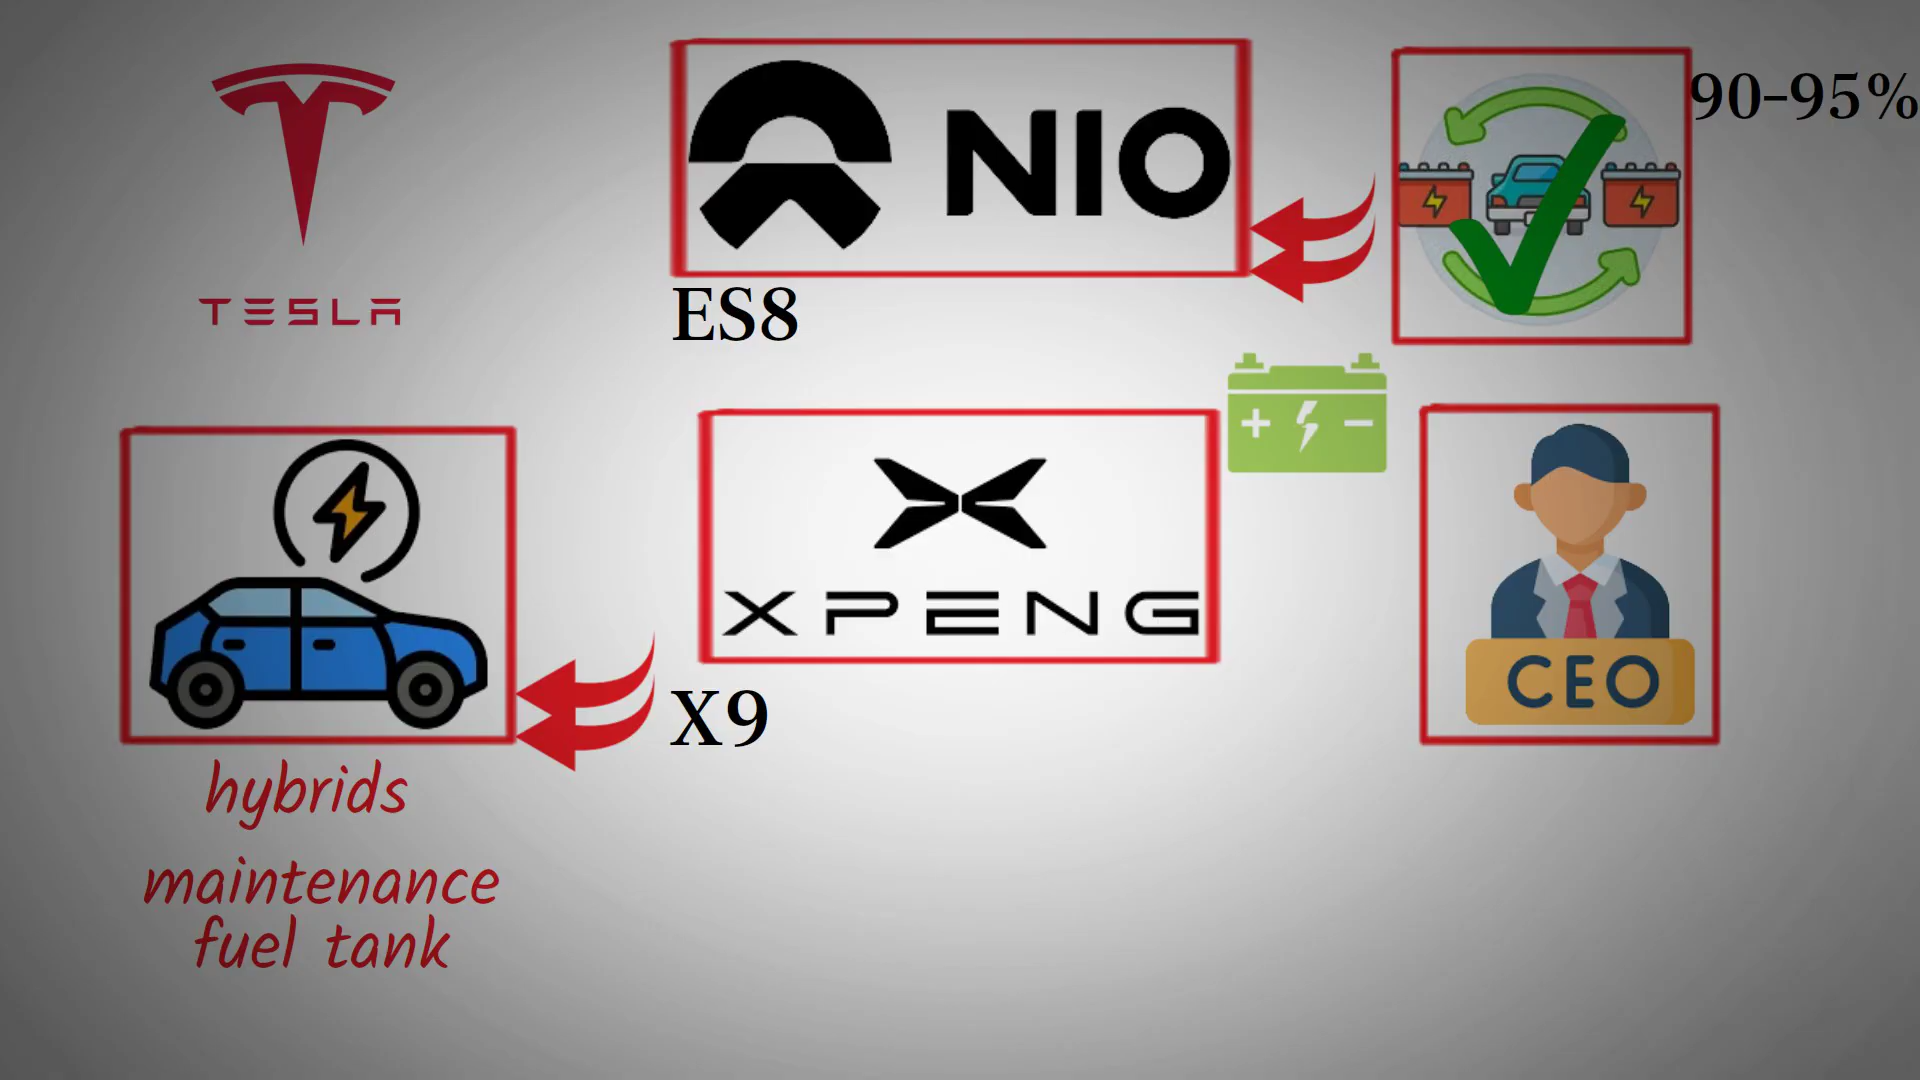 TESLA
NIO
90-95%
ES8
XPENG
CEO
X9
hybrids
maintenance
fuel tank